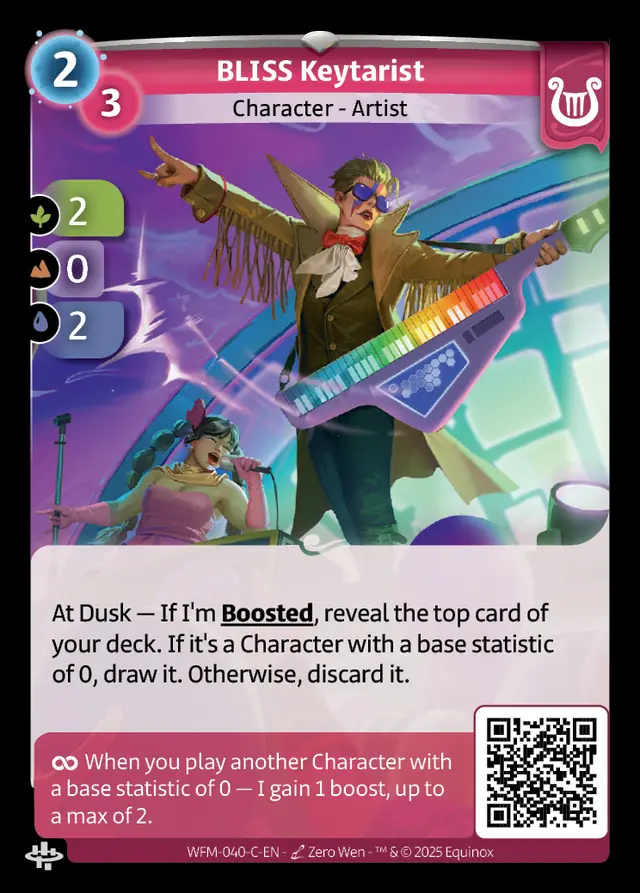 2
3
BLISS Keytarist
Character - Artist
2
0
2
At Dusk — If I'm Boosted, reveal the top card of
your deck. If it's a Character with a base statistic
of 0, draw it. Otherwise, discard it.
∞ When you play another Character with
a base statistic of 0 — I gain 1 boost, up to
a max of 2.
WFM-040-C-EN - Zero Wen - ™ & © 2025 Equinox